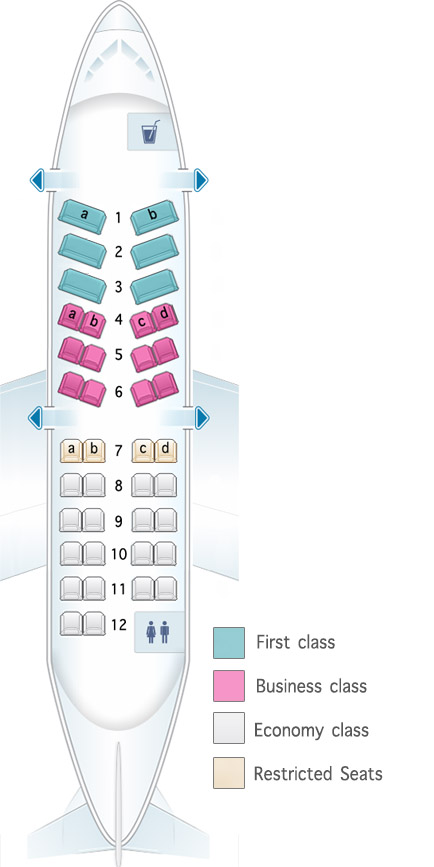 a 1 b
2
3
a b 4 c d
5
6
a b 7 c d
8
9
10
11
12
First class
Business class
Economy class
Restricted Seats